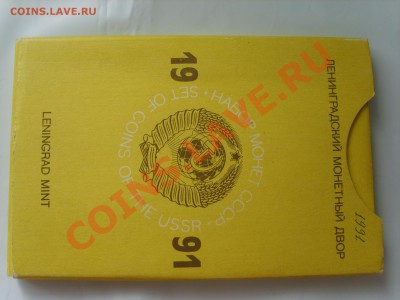 COINS.LAVE.RU
ЛЕНИНГРАДСКИЙ МОНЕТНЫЙ ДВОР
1991
19 91
НАБОР МОНЕТ СССР
SET OF COINS OF THE USSR
LENINGRAD MINT
COINS.LAVE.RU